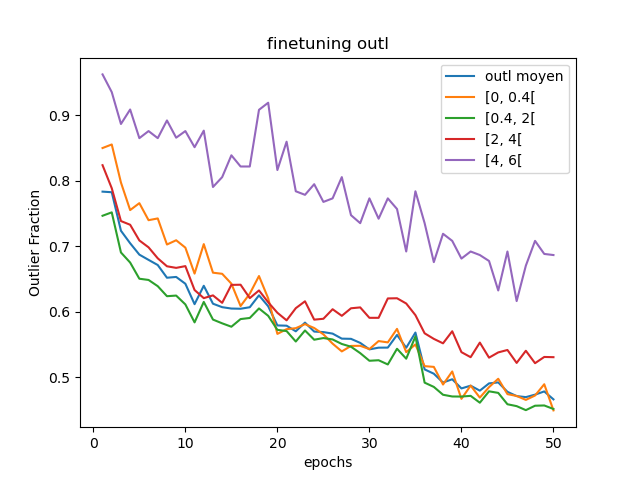 finetuning outl
outl moyen
[0, 0.4[
[0.4, 2[
[2, 4[
[4, 6[
Outlier Fraction
0.9
0.8
0.7
0.6
0.5
0 10 20 30 40 50
epochs